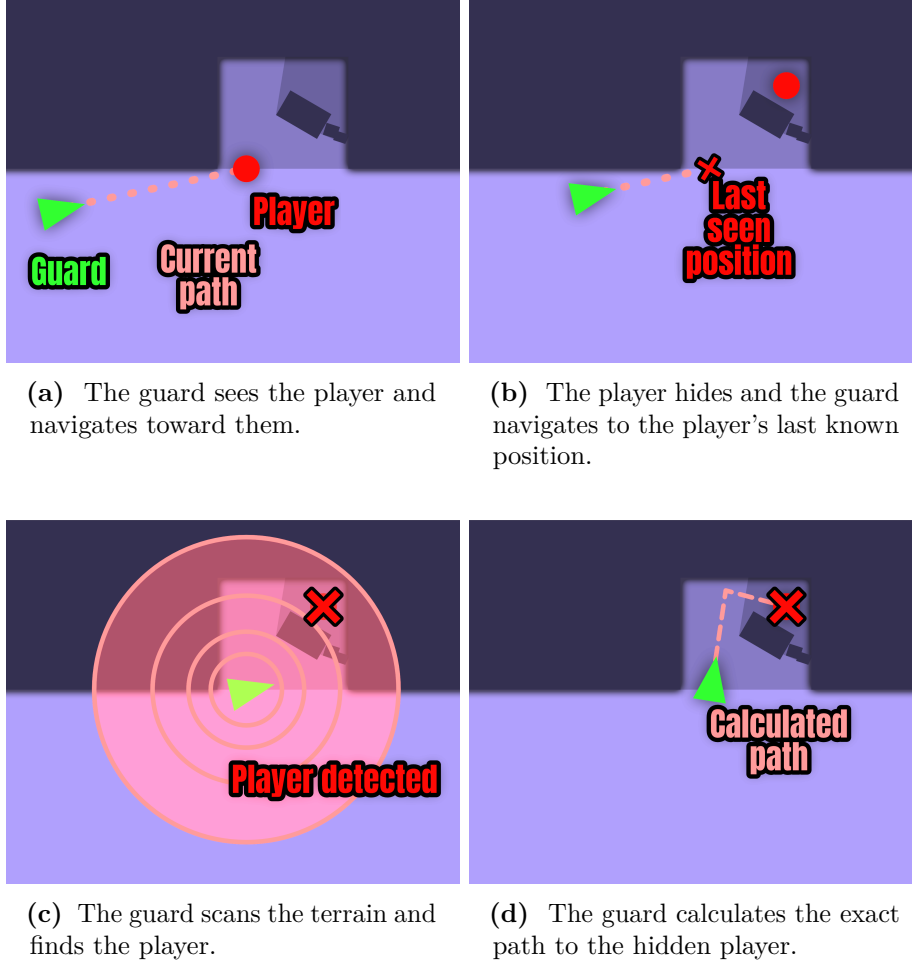 Player
Guard
Current
path
Last
seen
position
(a) The guard sees the player and
navigates toward them.
(b) The player hides and the guard
navigates to the player's last known
position.
Player detected
Calculated
path
(c) The guard scans the terrain and
finds the player.
(d) The guard calculates the exact
path to the hidden player.